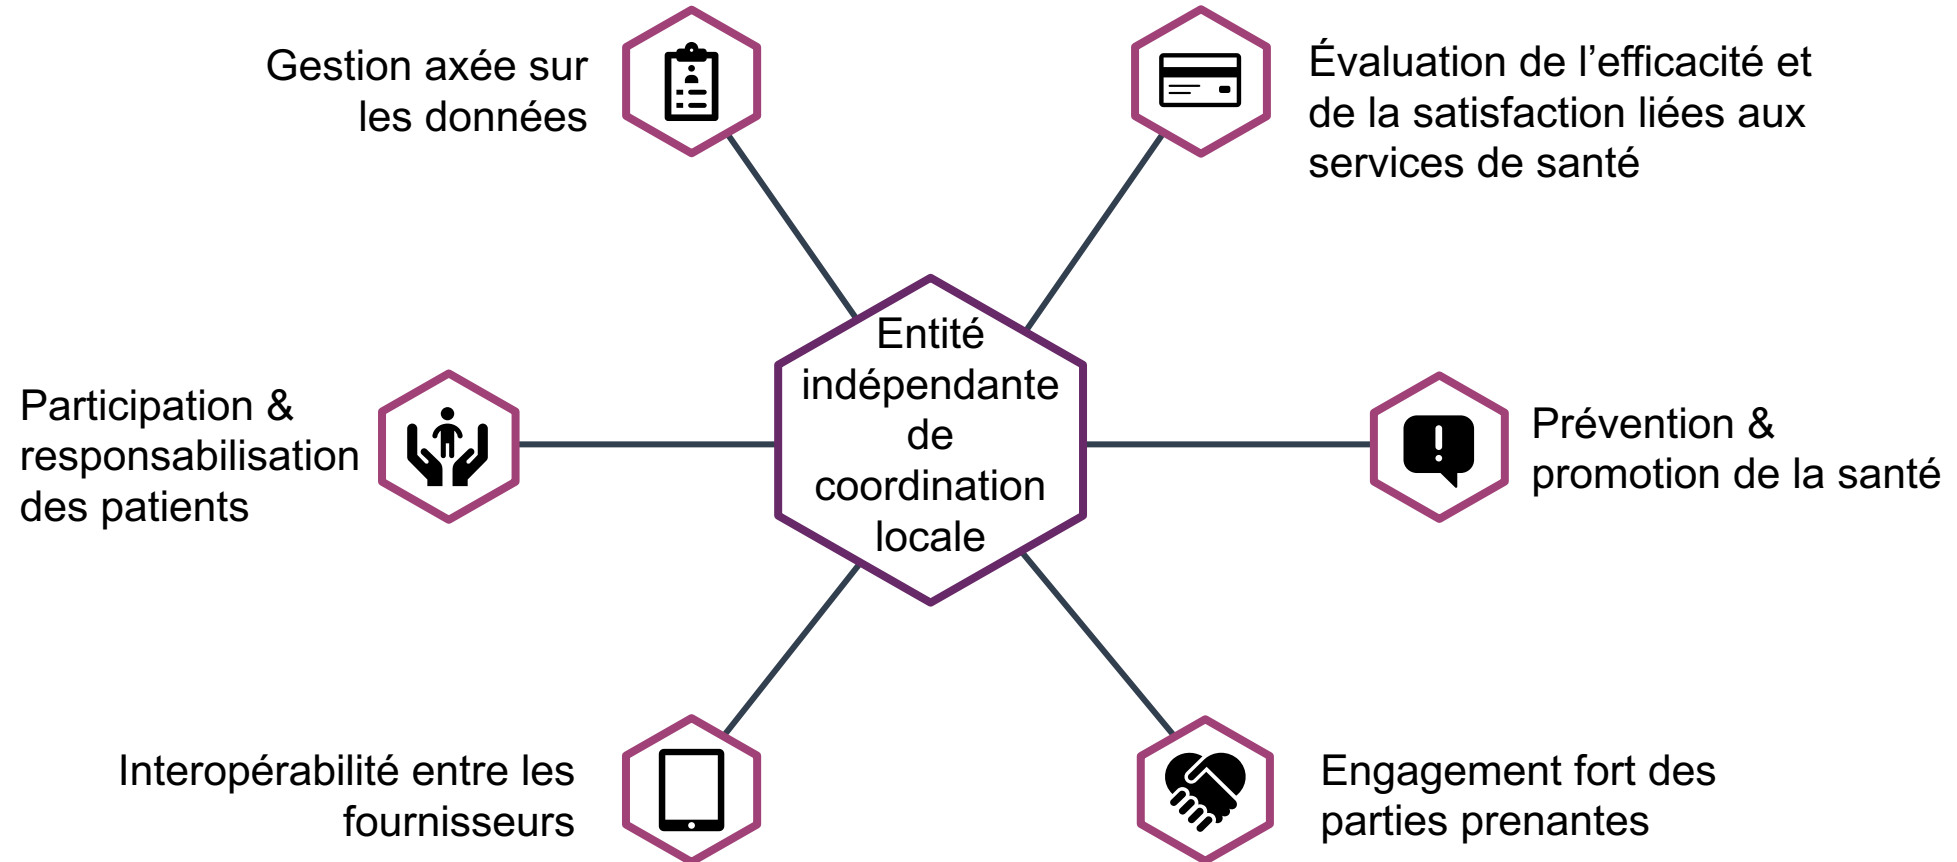 Gestion axée sur
les données
Évaluation de l’efficacité et
de la satisfaction liées aux
services de santé
Entité
indépendante
de
coordination
locale
Participation &
responsabilisation
des patients
Prévention &
promotion de la santé
Interopérabilité entre les
fournisseurs
Engagement fort des
parties prenantes